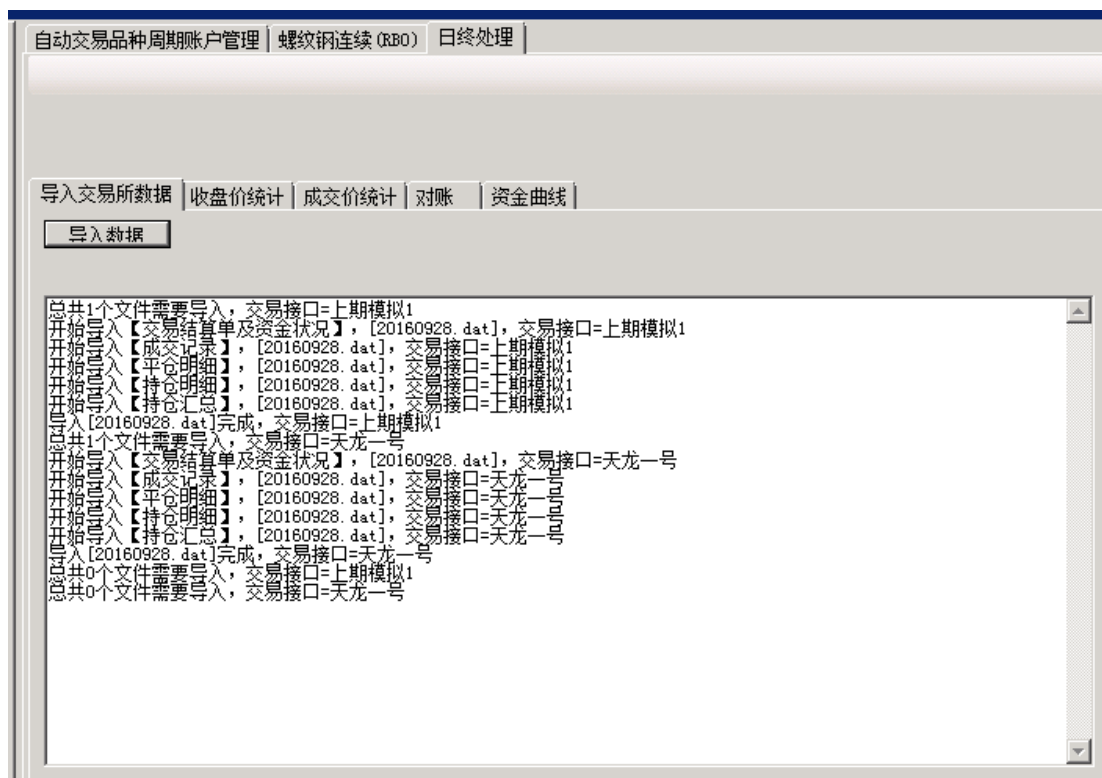 自动交易品种周期账户管理 螺纹钢连续(RB0) 日终处理
导入交易所数据 收盘价统计 成交价统计 对账 资金曲线
导入数据
总共1个文件需要导入，交易接口=上期模拟1
开始导入【交易结算单及资金状况】，[20160928.dat]，交易接口=上期模拟1
开始导入【成交记录】，[20160928.dat]，交易接口=上期模拟1
开始导入【平仓明细】，[20160928.dat]，交易接口=上期模拟1
开始导入【持仓明细】，[20160928.dat]，交易接口=上期模拟1
开始导入【持仓汇总】，[20160928.dat]，交易接口=上期模拟1
导入[20160928.dat]完成，交易接口=上期模拟1
总共1个文件需要导入，交易接口=天龙一号
开始导入【交易结算单及资金状况】，[20160928.dat]，交易接口=天龙一号
开始导入【成交记录】，[20160928.dat]，交易接口=天龙一号
开始导入【平仓明细】，[20160928.dat]，交易接口=天龙一号
开始导入【持仓明细】，[20160928.dat]，交易接口=天龙一号
开始导入【持仓汇总】，[20160928.dat]，交易接口=天龙一号
导入[20160928.dat]完成，交易接口=天龙一号
总共0个文件需要导入，交易接口=上期模拟1
总共0个文件需要导入，交易接口=天龙一号